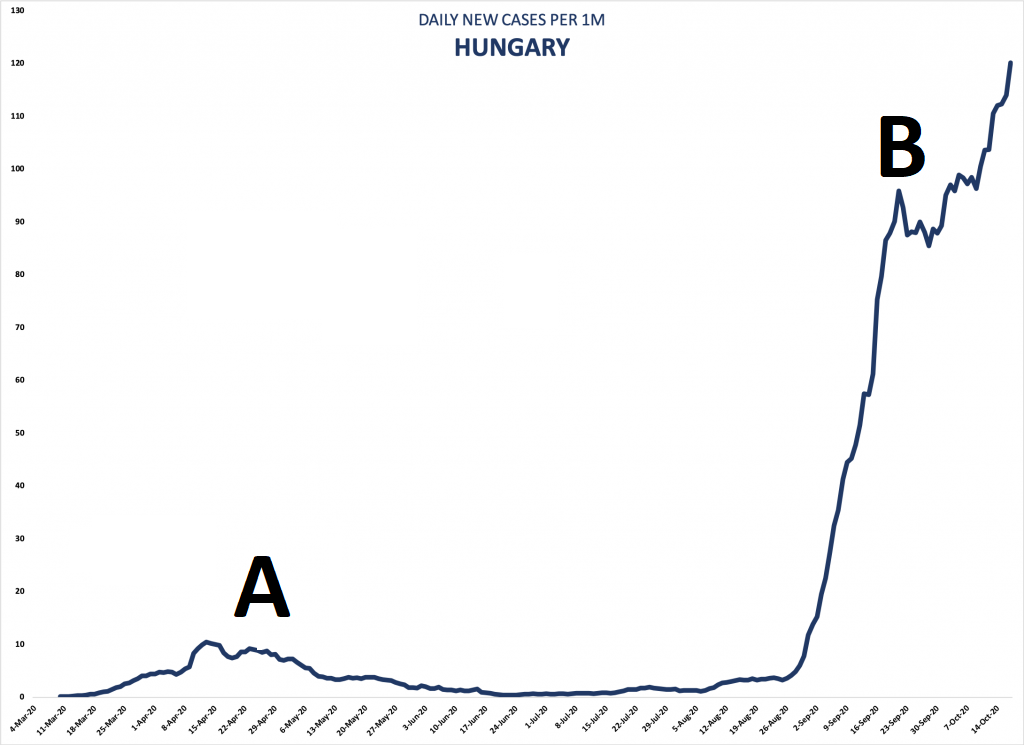 DAILY NEW CASES PER 1M
HUNGARY
130
120
110
100
90
80
70
60
50
40
30
20
10
0
A
B
4-Mar-20
11-Mar-20
18-Mar-20
25-Mar-20
1-Apr-20
8-Apr-20
15-Apr-20
22-Apr-20
29-Apr-20
6-May-20
13-May-20
20-May-20
27-May-20
3-Jun-20
10-Jun-20
17-Jun-20
24-Jun-20
1-Jul-20
8-Jul-20
15-Jul-20
22-Jul-20
29-Jul-20
5-Aug-20
12-Aug-20
19-Aug-20
26-Aug-20
2-Sep-20
9-Sep-20
16-Sep-20
23-Sep-20
30-Sep-20
7-Oct-20
14-Oct-20